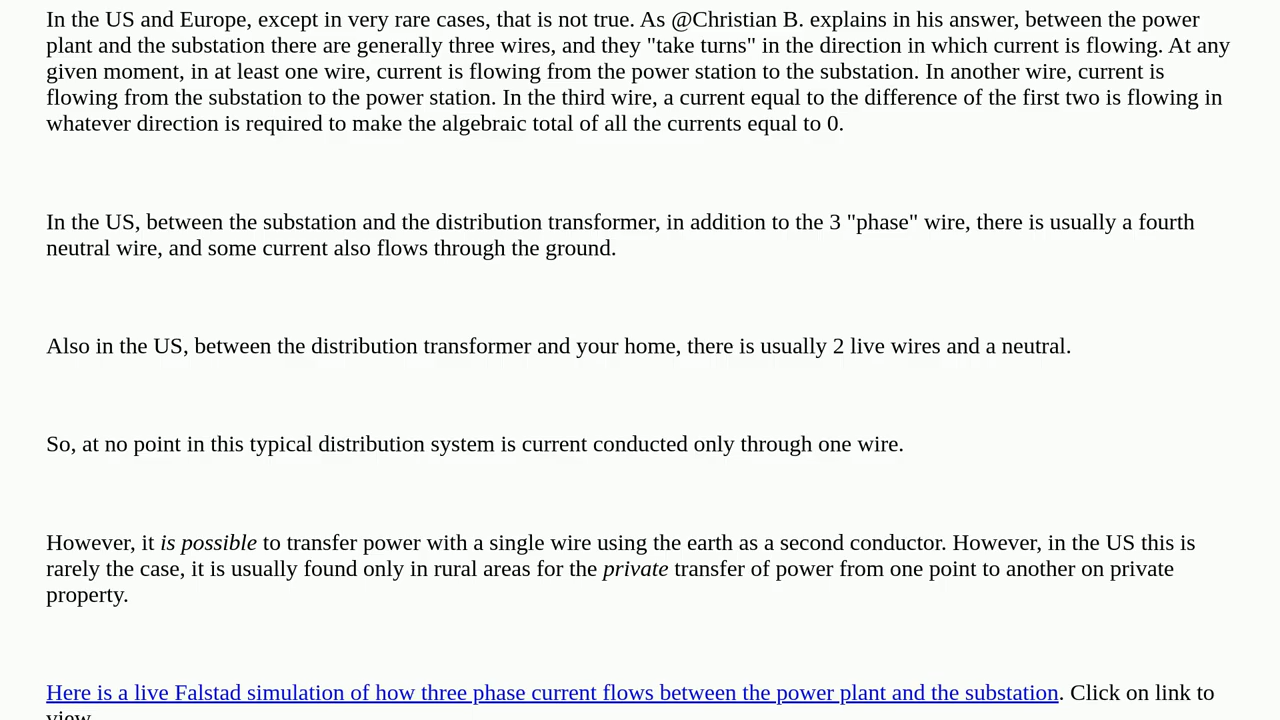 In the US and Europe, except in very rare cases, that is not true. As @Christian B. explains in his answer, between the power
plant and the substation there are generally three wires, and they "take turns" in the direction in which current is flowing. At any
given moment, in at least one wire, current is flowing from the power station to the substation. In another wire, current is
flowing from the substation to the power station. In the third wire, a current equal to the difference of the first two is flowing in
whatever direction is required to make the algebraic total of all the currents equal to 0.
In the US, between the substation and the distribution transformer, in addition to the 3 "phase" wire, there is usually a fourth
neutral wire, and some current also flows through the ground.
Also in the US, between the distribution transformer and your home, there is usually 2 live wires and a neutral.
So, at no point in this typical distribution system is current conducted only through one wire.
However, it is possible to transfer power with a single wire using the earth as a second conductor. However, in the US this is
rarely the case, it is usually found only in rural areas for the private transfer of power from one point to another on private
property.
Here is a live Falstad simulation of how three phase current flows between the power plant and the substation. Click on link to
view.